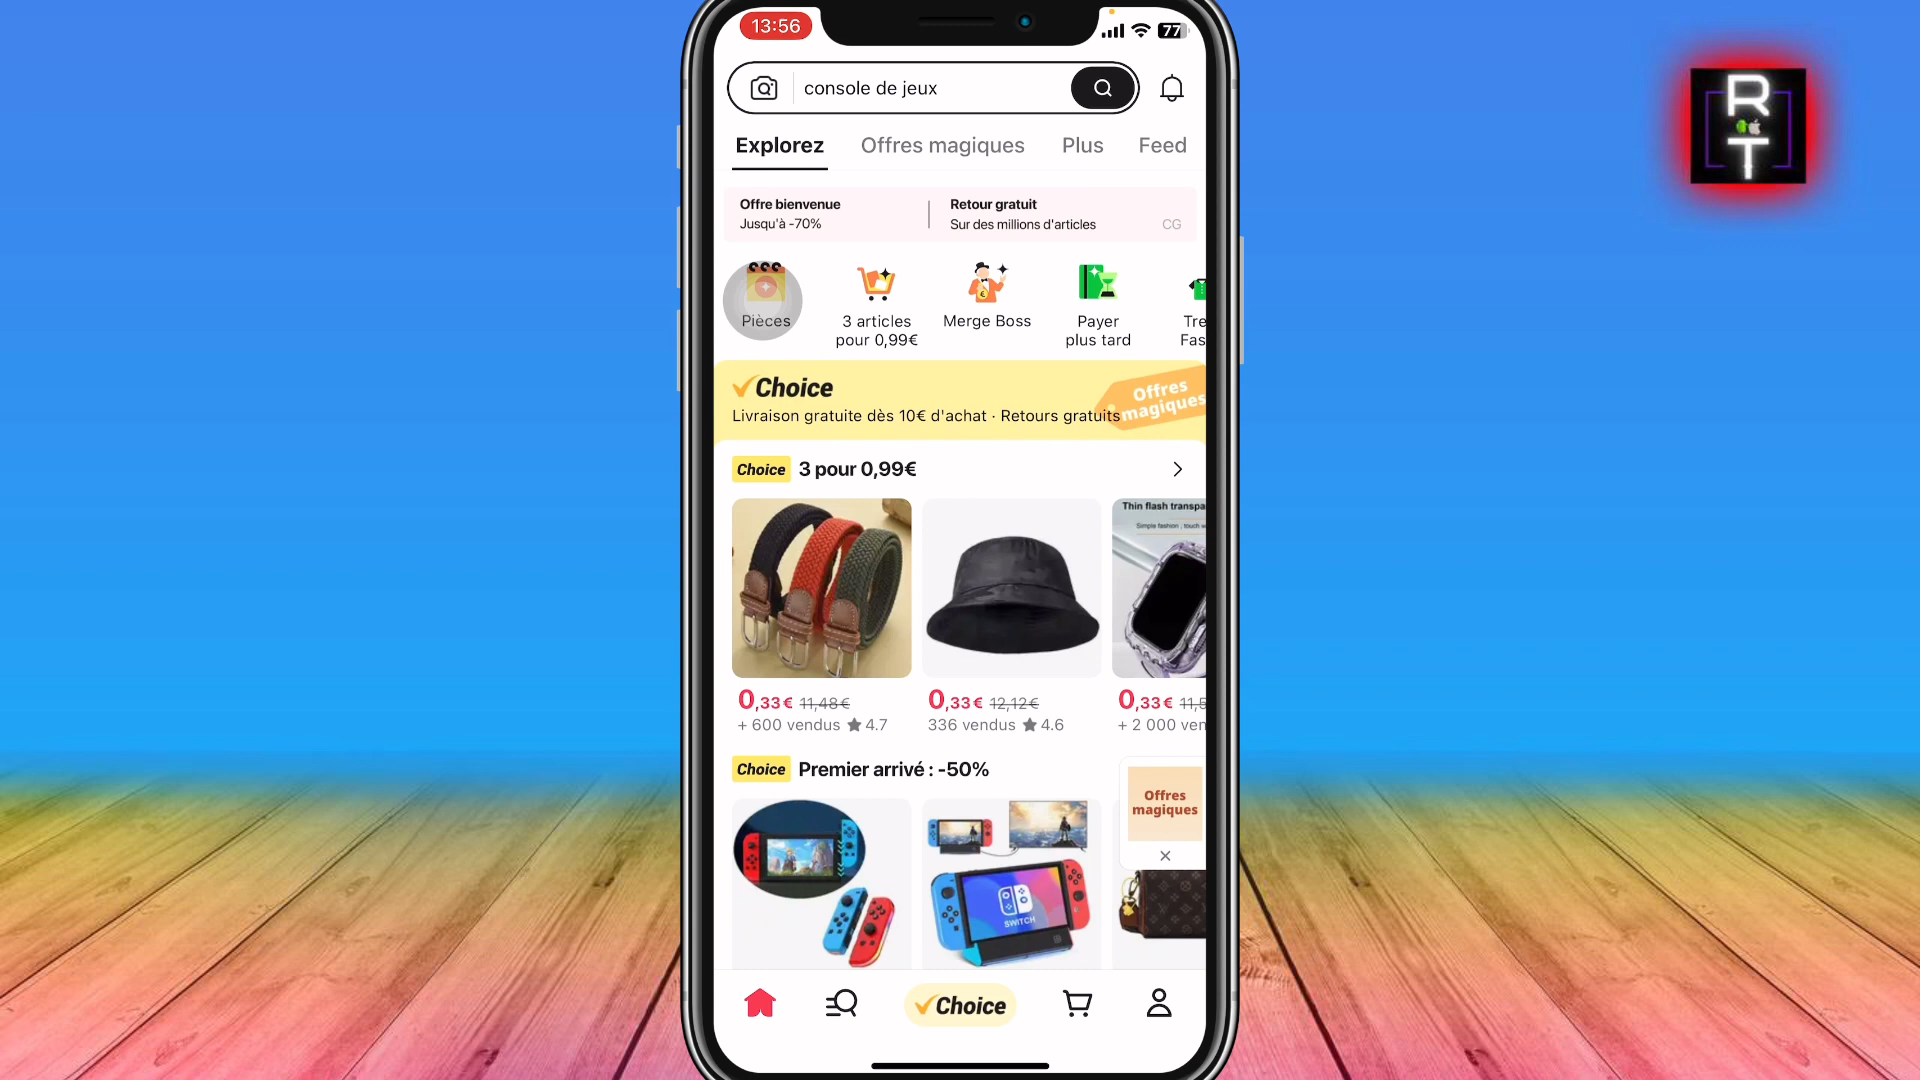 13:56
77
R
T
console de jeux
Explorez
Offres magiques
Plus
Feed
Offre bienvenue
Jusqu'à -70%
Retour gratuit
Sur des millions d'articles
CG
Pièces
3 articles
pour 0,99€
Merge Boss
Payer
plus tard
Tre
Fas
Choice
Livraison gratuite dès 10€ d'achat · Retours gratuits
Offres
magiques
Choice 3 pour 0,99€
Thin flash transpa
Simple fashion , touch w
0,33€ 11,48€
+ 600 vendus ★ 4.7
0,33€ 12,12€
336 vendus ★ 4.6
0,33€ 11,5
+ 2 000 ven
Choice Premier arrivé : -50%
Offres
magiques
SWITCH
Choice